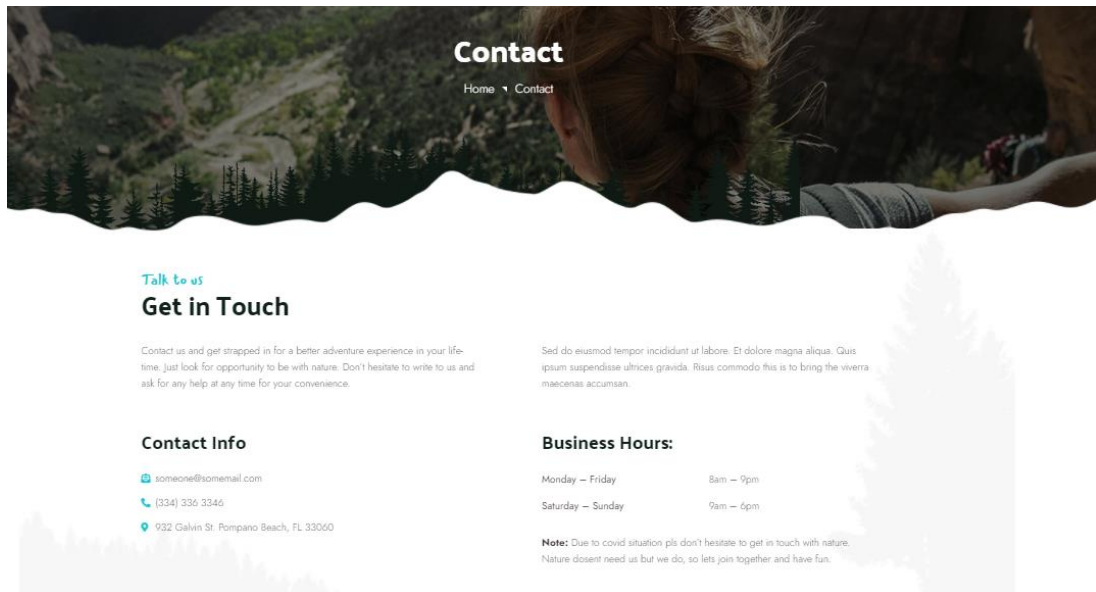 Contact
Home Contact
Talk to us
Get in Touch
Contact us and get strapped in for a better adventure experience in your life-
time. Just look for opportunity to be with nature. Don't hesitate to write to us and
ask for any help at any time for your convenience.
Sed do eiusmod tempor incididunt ut labore. Et dolore magna aliqua. Quis
ipsum suspendisse ultrices gravida. Risus commodo this is to bring the viverra
maecenas accumsan.
Contact Info
someone@somemail.com
(334) 336 3346
932 Galvin St. Pompano Beach, FL 33060
Business Hours:
Monday – Friday 8am – 9pm
Saturday – Sunday 9am – 6pm
Note: Due to covid situation pls don't hesitate to get in touch with nature.
Nature dosent need us but we do, so lets join together and have fun.